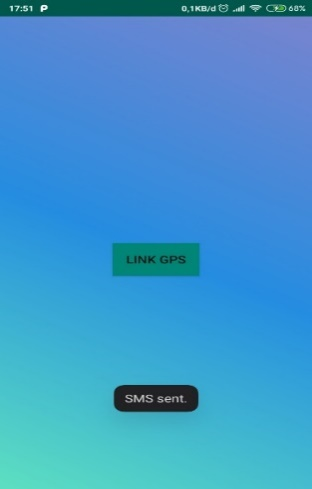 17:51 P 0,1KB/d 68%
LINK GPS
SMS sent.